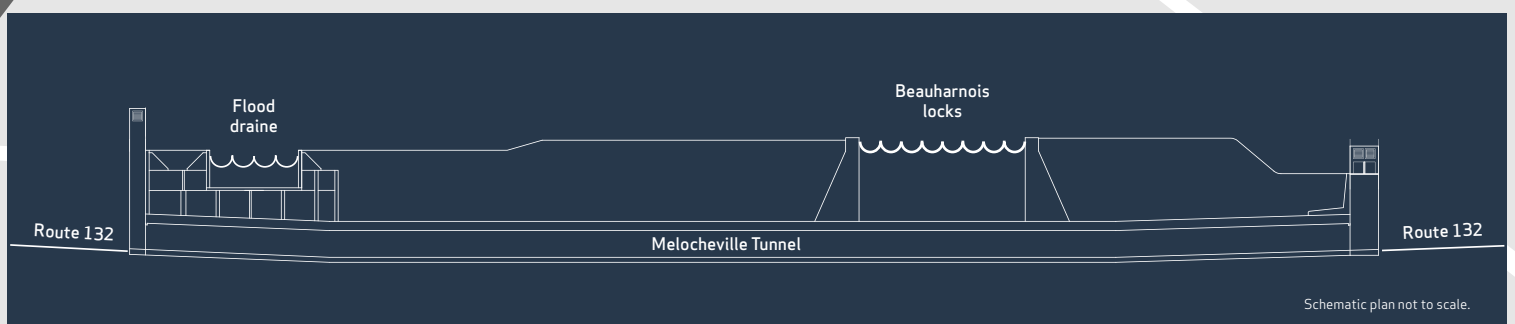 Flood
draine
Beauharnois
locks
Route 132
Melocheville Tunnel
Route 132
Schematic plan not to scale.